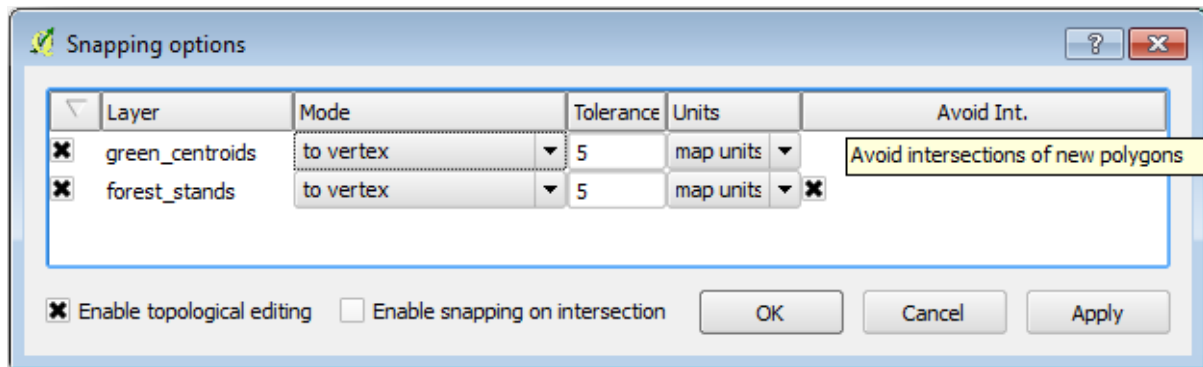 Snapping options
Layer Mode Tolerance Units Avoid Int.
green_centroids to vertex 5 map units Avoid intersections of new polygons
forest_stands to vertex 5 map units
Enable topological editing Enable snapping on intersection OK Cancel Apply